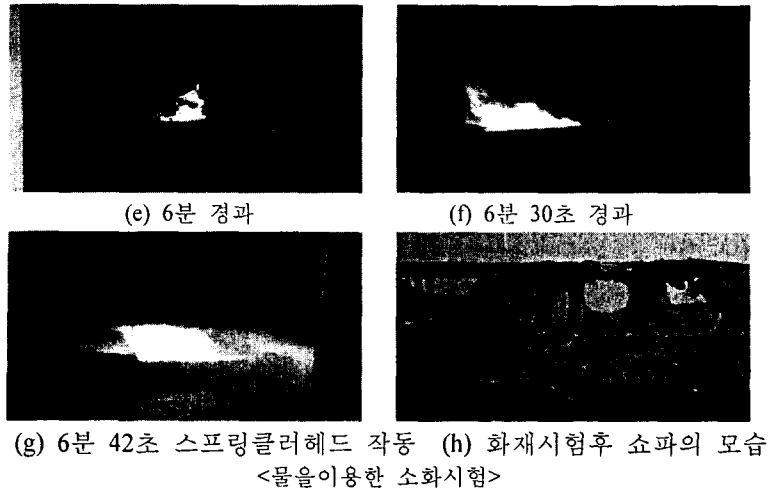 (e) 6분 경과
(f) 6분 30초 경과
(g) 6분 42초 스프링클러헤드 작동
(h) 화재시험후 쇼파의 모습
<물을이용한 소화시험>